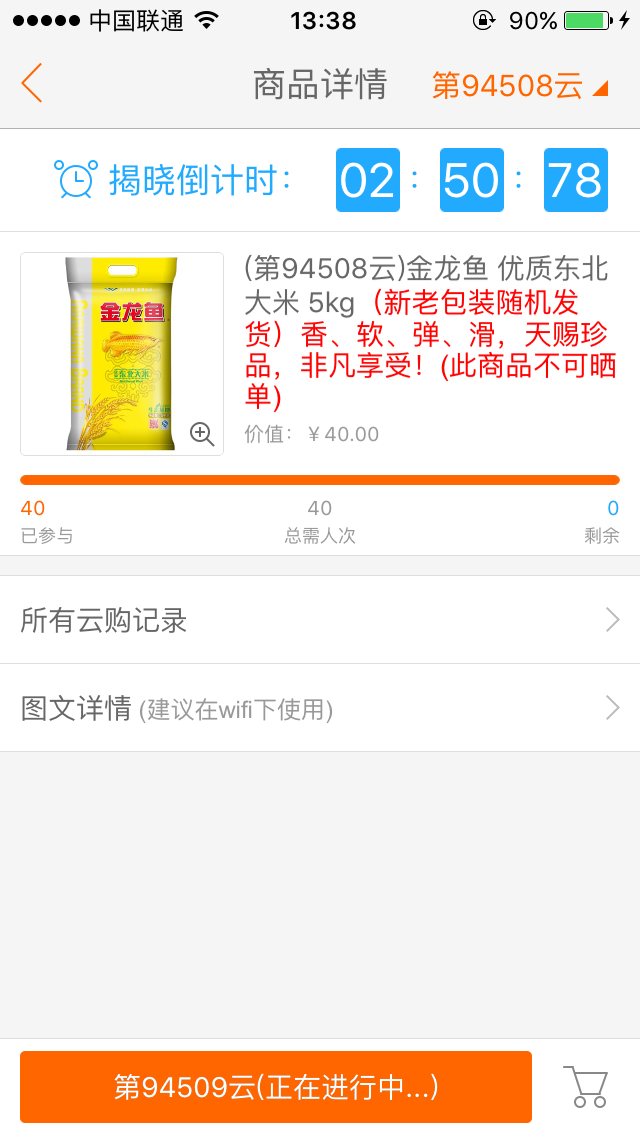 中国联通 13:38 90%
商品详情 第94508云
揭晓倒计时： 02 : 50 : 78
(第94508云)金龙鱼 优质东北
大米 5kg（新老包装随机发
货）香、软、弹、滑，天赐珍
品，非凡享受！(此商品不可晒
单)
金龙鱼
东北大米
价值：￥40.00
40 40 0
已参与 总需人次 剩余
所有云购记录
图文详情 (建议在wifi下使用)
第94509云(正在进行中...)